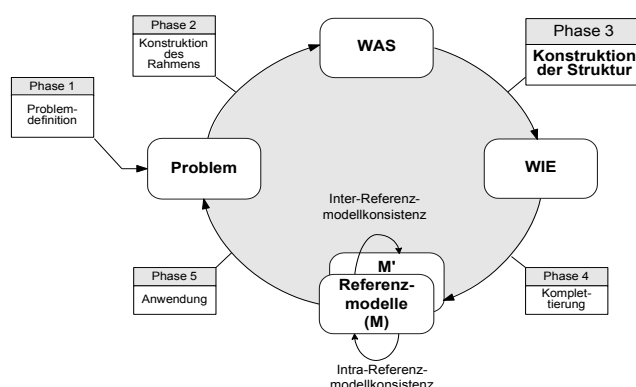 Phase 2
Konstruktion
des
Rahmens
WAS
Phase 3
Konstruktion
der Struktur
Phase 1
Problem-
definition
Problem
WIE
Inter-Referenz-
modellkonsistenz
M'
Referenz-
modelle
(M)
Phase 5
Anwendung
Phase 4
Komplet-
tierung
Intra-Referenz-
modellkonsistenz